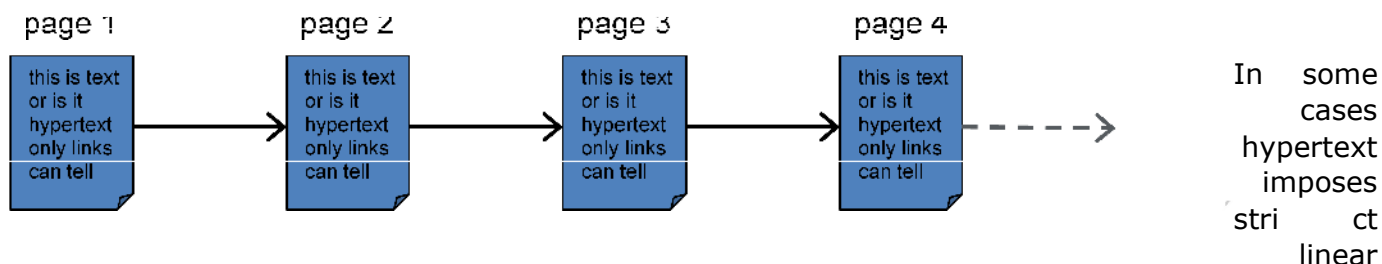 page 1
page 2
page 3
page 4
this is text
or is it
hypertext
only links
can tell
this is text
or is it
hypertext
only links
can tell
this is text
or is it
hypertext
only links
can tell
this is text
or is it
hypertext
only links
can tell
In some
cases
hypertext
imposes
stri ct
linear